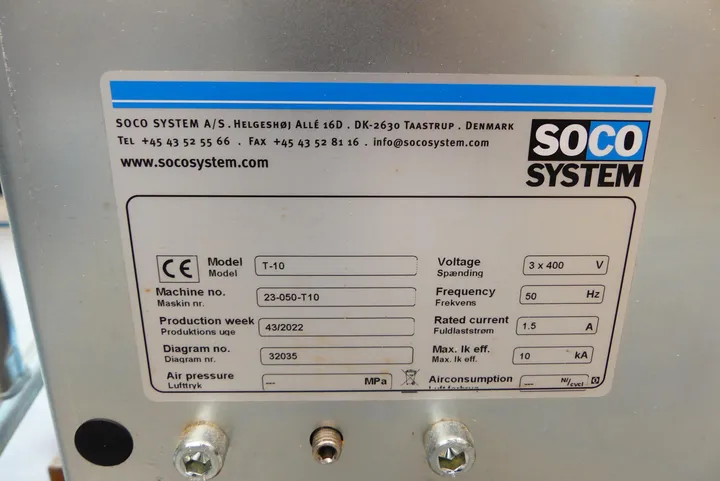 SOCO SYSTEM A/S . HELGESHØJ ALLÉ 16D . DK-2630 TAASTRUP . DENMARK
TEL +45 43 52 55 66 . FAX +45 43 52 81 16 . info@socosystem.com
www.socosystem.com
SOCO
SYSTEM
CE
Model
Model
T-10
Voltage
Spænding
3 x 400 V
Machine no.
Maskin nr.
23-050-T10
Frequency
Frekvens
50 Hz
Production week
Produktions uge
43/2022
Rated current
Fuldlaststrøm
1.5 A
Diagram no.
Diagram nr.
32035
Max. Ik eff.
Max. Ik eff.
10 kA
Air pressure
Lufttryk
--- MPa
Airconsumption
Luft forbrug
--- Nl/cycl